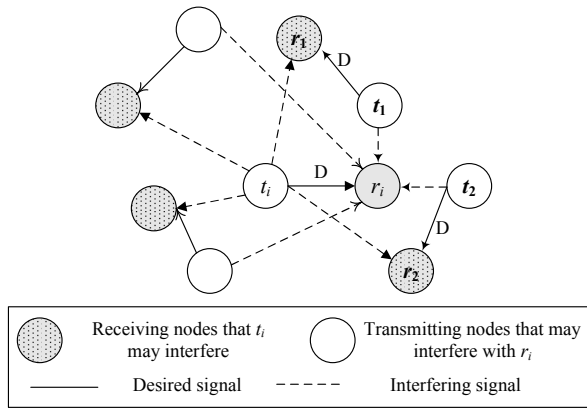 r1
D
t1
D
ti
ri
t2
D
r2
Receiving nodes that ti
may interfere
Transmitting nodes that may
interfere with ri
Desired signal
Interfering signal